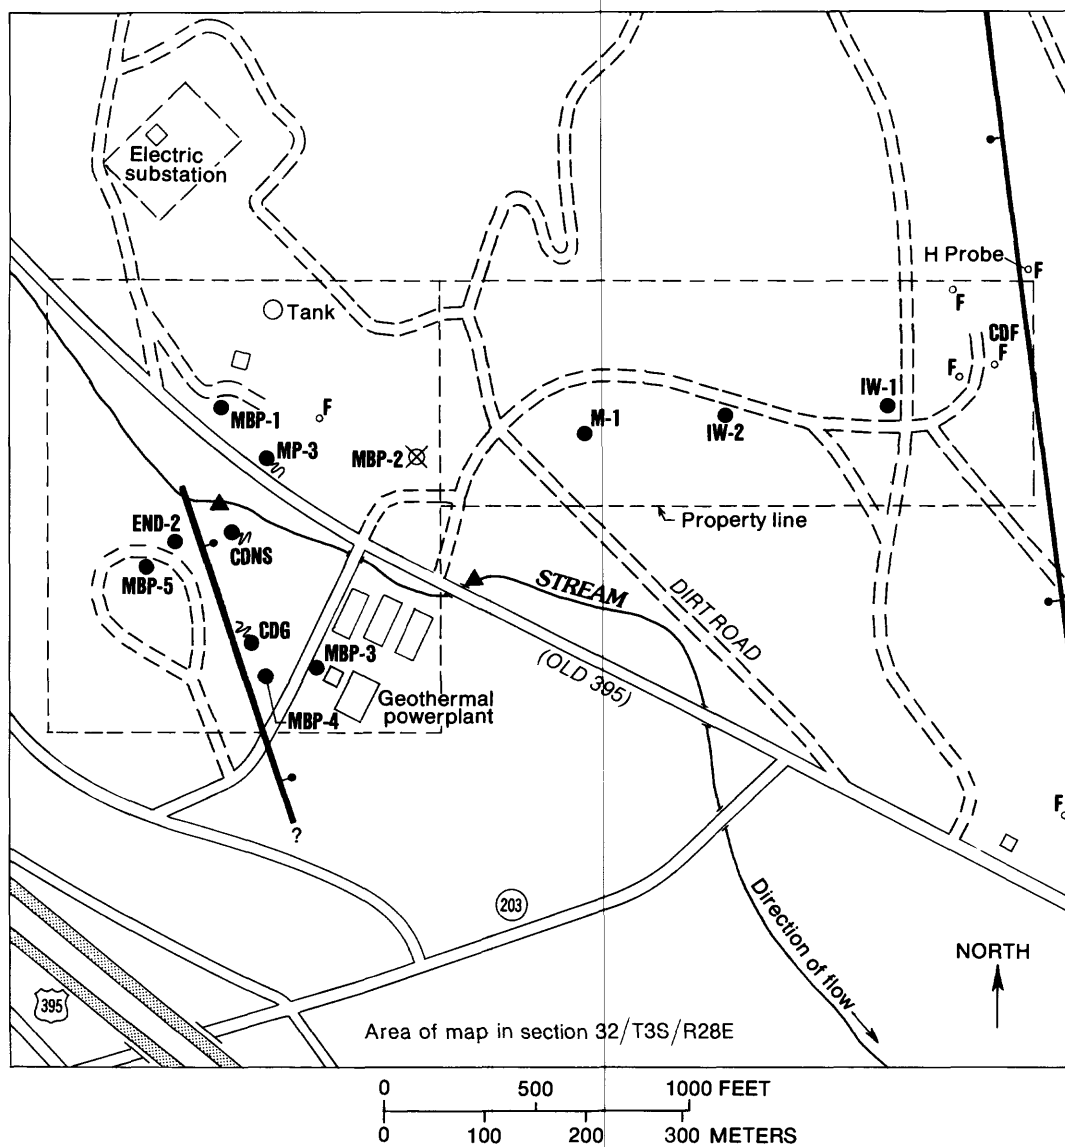 Electric
substation
H Probe
F
F
Tank
CDF
F
F
IW-1
MBP-1
F
M-1
IW-2
MP-3
MBP-2
Property line
END-2
CDNS
MBP-5
STREAM
DIRT ROAD
CDG
MBP-3
(OLD 395)
Geothermal
powerplant
MBP-4
F
?
203
Direction of flow
NORTH
395
Area of map in section 32/T3S/R28E
0 500 1000 FEET
0 100 200 300 METERS